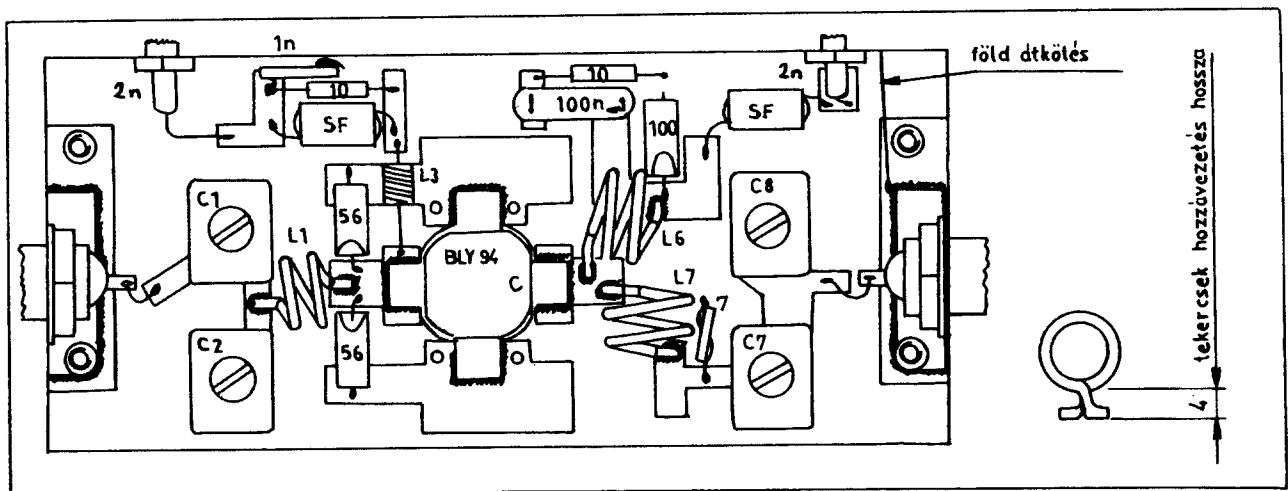 1n
2n
10
SF
10
100n
100
SF
2n
föld átkötés
C1
56
L3
L1
BLY 94
C
L6
C8
L7
7
C2
56
C7
tekercsek hozzávezetés hossza
4